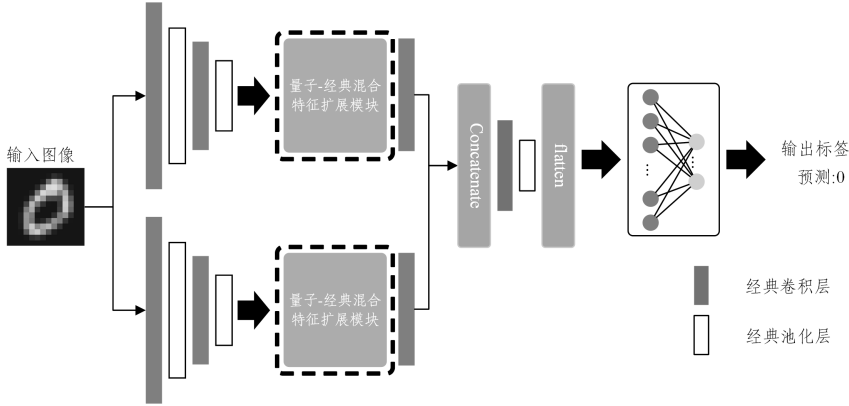 输入图像
量子-经典混合
特征扩展模块
量子-经典混合
特征扩展模块
Concatenate
flatten
...
...
输出标签
预测:0
经典卷积层
经典池化层